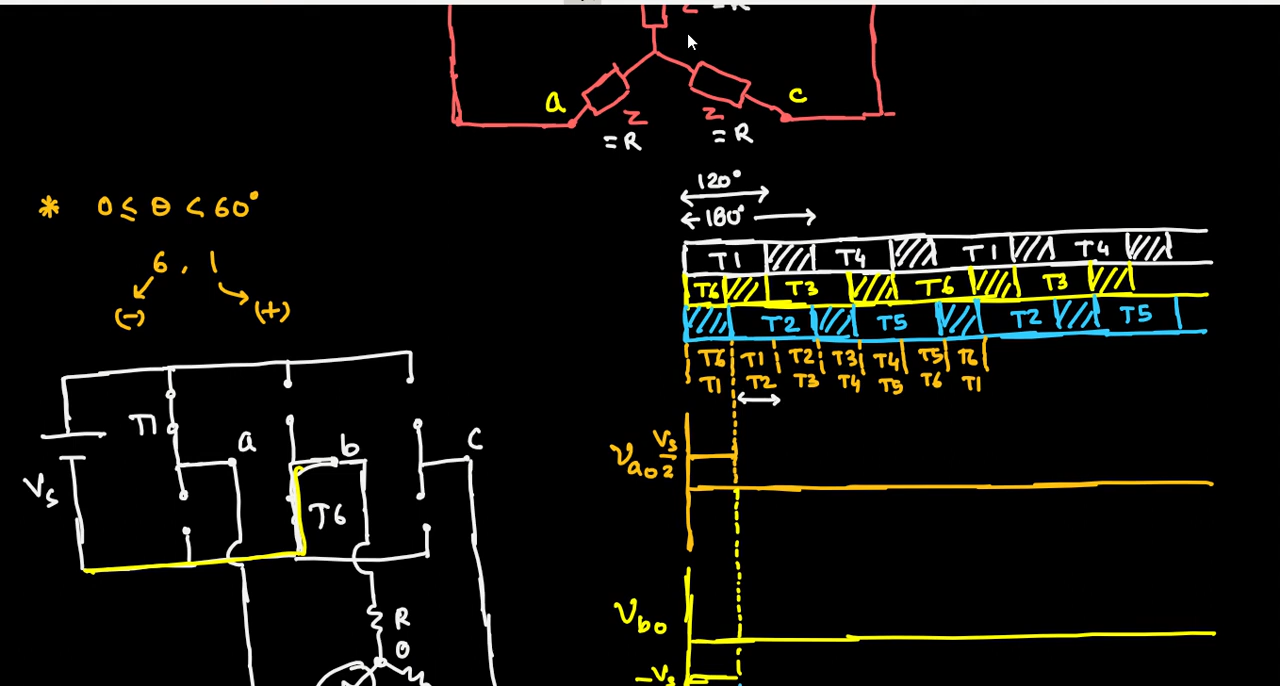 Z = R
a
c
Z
= R
Z
= R
120°
180°
* 0 ≤ θ < 60°
6, 1
(-)
(+)
T1 T4 T1 T4
T6 T3 T6 T3
T2 T5 T2 T5
T6 T1 T2 T3 T4 T5 T6
T1 T2 T3 T4 T5 T6 T1
T1
a
b
c
Vs
T6
Vao
Vs/2
R
0
Vbo
-Vs